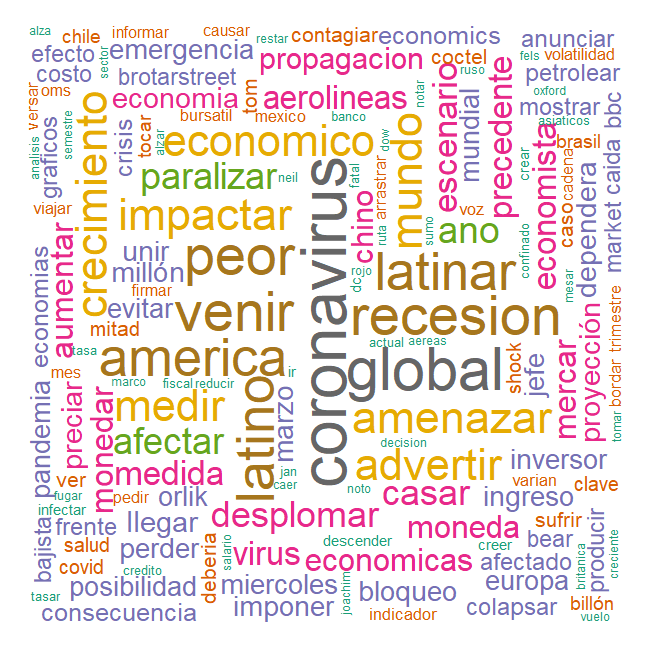 alza
chile
informar
causar
restar
contagiar
economics
anunciar
efecto
emergencia
sector
propagacion
coctel
fels
volatilidad
costo
brotarstreet
petrolear
oms
versar
economia
tom
aerolineas
notar
escenario
mundial
precedente
oxford
mostrar
bbc
analisis
semestre
graficos
crecimiento
crisis
tocar
bursatil
mexico
banco
asiaticos
alzar
economico
dow
mundo
crear
economista
brasil
caida
paralizar
neil
fatal
arrastrar
cadena
caso
viajar
impactar
chino
ruta
voz
ano
sumo
confinado
dependera
market
aumentar
unir
peor
coronavirus
rojo
dc
latinar
mesar
millón
firmar
evitar
venir
recesion
trimestre
bordar
mitad
economias
tasa
america
actual
aereas
shock
jefe
mercar
proyección
mes
marco
fiscal
reducir
ir
global
preciar
monedar
medir
latino
marzo
amenazar
tomar
pandemia
afectar
decision
ver
medida
jan
caer
advertir
inversor
fugar
pedir
orlik
noto
casar
varian
clave
infectar
ingreso
bajista
frente
llegar
desplomar
moneda
sufrir
salud
perder
deberia
salario
virus
descender
creer
bear
producir
covid
credito
economicas
afectado
britanica
creciente
tasar
posibilidad
miercoles
joachim
bloqueo
europa
consecuencia
imponer
indicador
colapsar
billón
vuelo